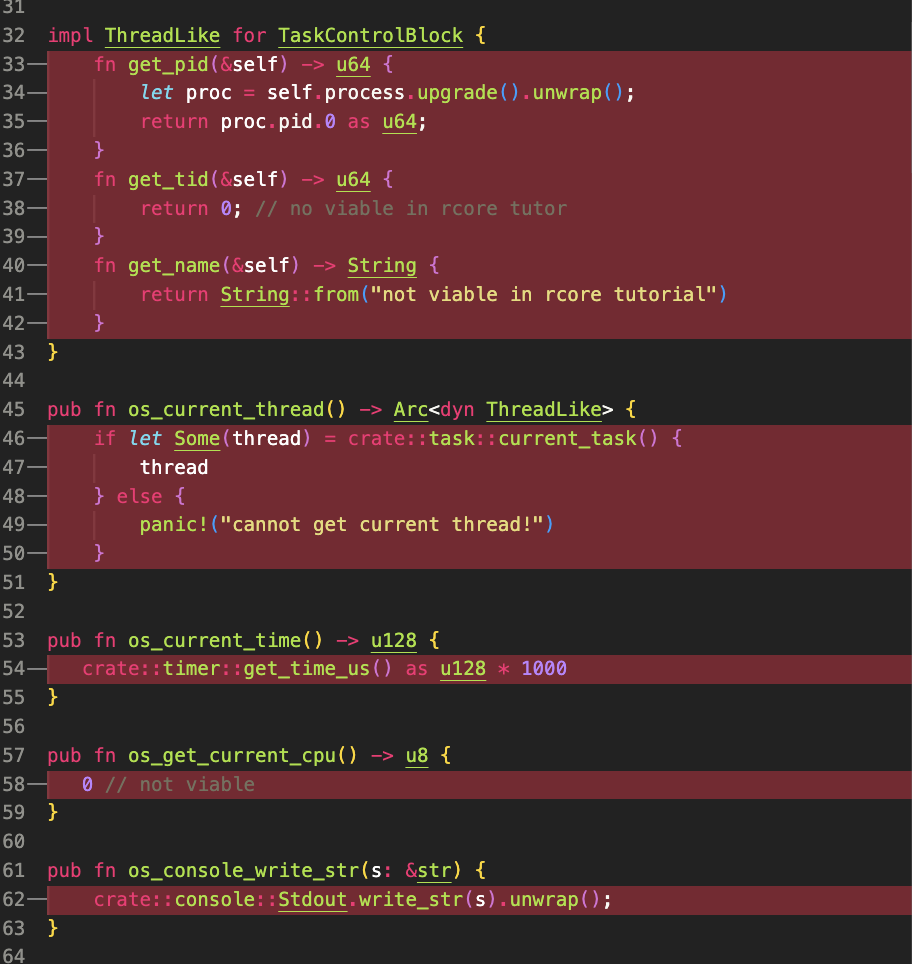 31
32 impl ThreadLike for TaskControlBlock {
33 fn get_pid(&self) -> u64 {
34 let proc = self.process.upgrade().unwrap();
35 return proc.pid.0 as u64;
36 }
37 fn get_tid(&self) -> u64 {
38 return 0; // no viable in rcore tutor
39 }
40 fn get_name(&self) -> String {
41 return String::from("not viable in rcore tutorial")
42 }
43 }
44
45 pub fn os_current_thread() -> Arc<dyn ThreadLike> {
46 if let Some(thread) = crate::task::current_task() {
47 thread
48 } else {
49 panic!("cannot get current thread!")
50 }
51 }
52
53 pub fn os_current_time() -> u128 {
54 crate::timer::get_time_us() as u128 * 1000
55 }
56
57 pub fn os_get_current_cpu() -> u8 {
58 0 // not viable
59 }
60
61 pub fn os_console_write_str(s: &str) {
62 crate::console::Stdout.write_str(s).unwrap();
63 }
64